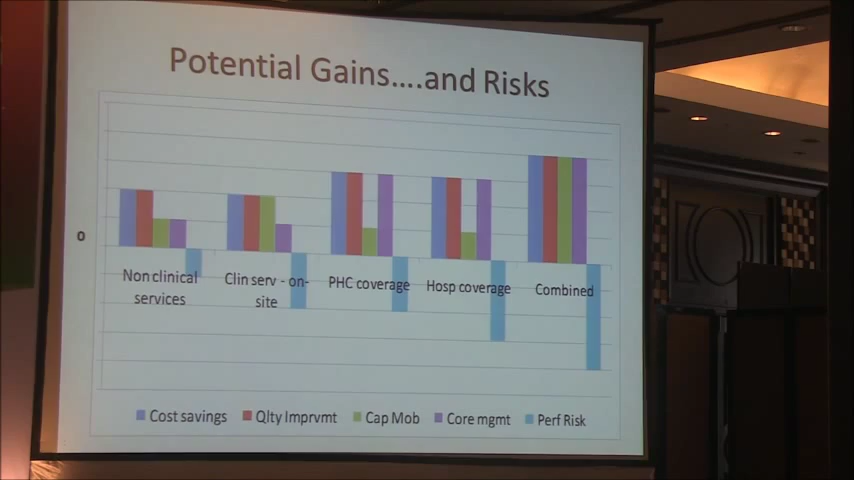 Potential Gains....and Risks
0
Non clinical services
Clin serv - on-site
PHC coverage
Hosp coverage
Combined
Cost savings
Qlty Imprvmt
Cap Mob
Core mgmt
Perf Risk